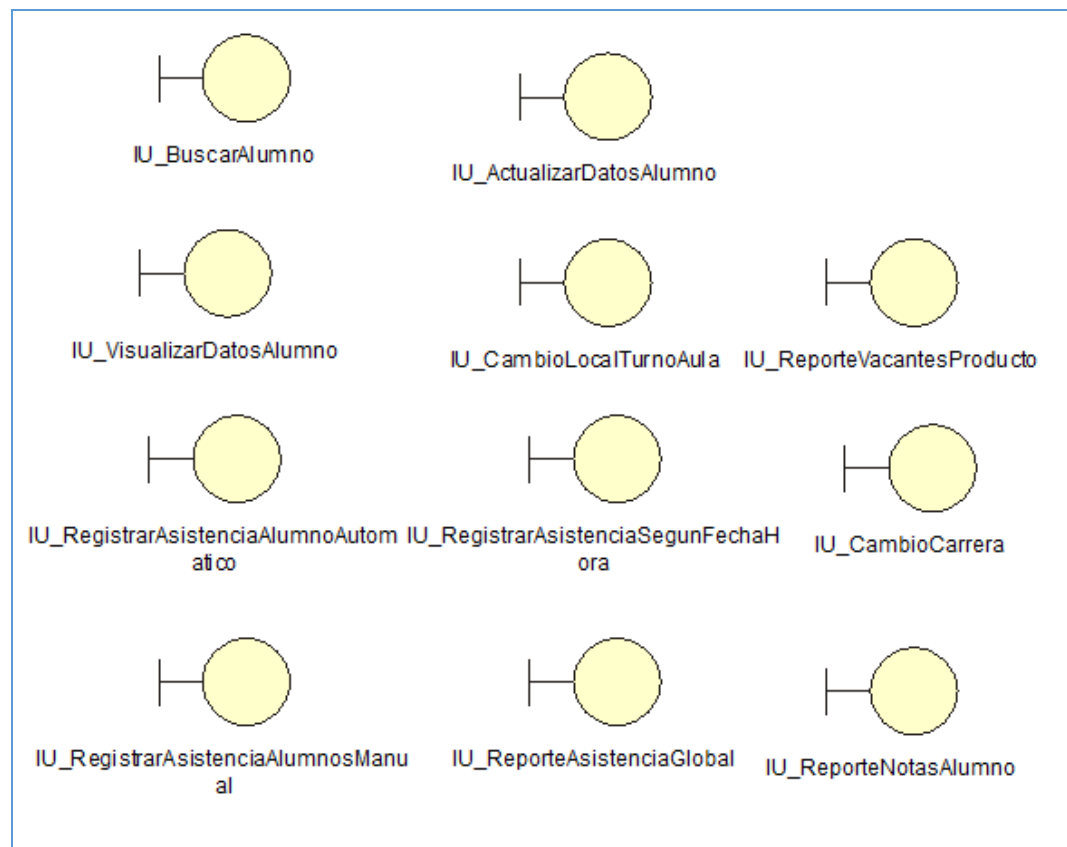 IU_BuscarAlumno
IU_ActualizarDatosAlumno
IU_VisualizarDatosAlumno
IU_CambioLocalTurnoAula
IU_ReporteVacantesProducto
IU_RegistrarAsistenciaAlumnoAutom
atico
IU_RegistrarAsistenciaSegunFechaH
ora
IU_CambioCarrera
IU_RegistrarAsistenciaAlumnosManu
al
IU_ReporteAsistenciaGlobal
IU_ReporteNotasAlumno